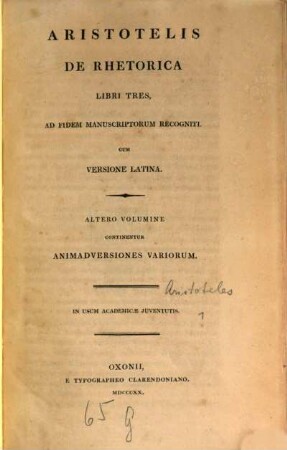 ARISTOTELIS
DE RHETORICA
LIBRI TRES,
AD FIDEM MANUSCRIPTORUM RECOGNITI.
CUM
VERSIONE LATINA.
ALTERO VOLUMINE
CONTINENTUR
ANIMADVERSIONES VARIORUM.
Aristoteles
1
IN USUM ACADEMICÆ JUVENTUTIS.
OXONII,
E TYPOGRAPHEO CLARENDONIANO,
MDCCCXX.
65 g